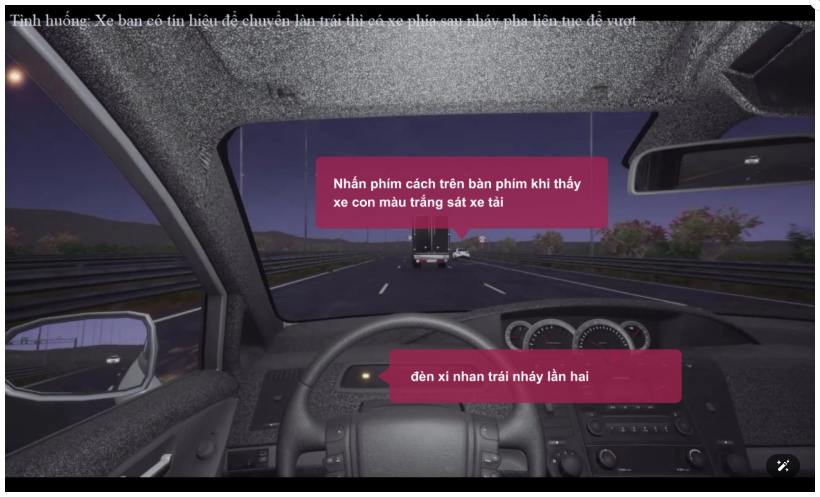 Tình huống: Xe bạn có tín hiệu để chuyển làn trái thì có xe phía sau nháy pha liên tục để vượt
Nhấn phím cách trên bàn phím khi thấy
xe con màu trắng sát xe tải
đèn xi nhan trái nháy lần hai